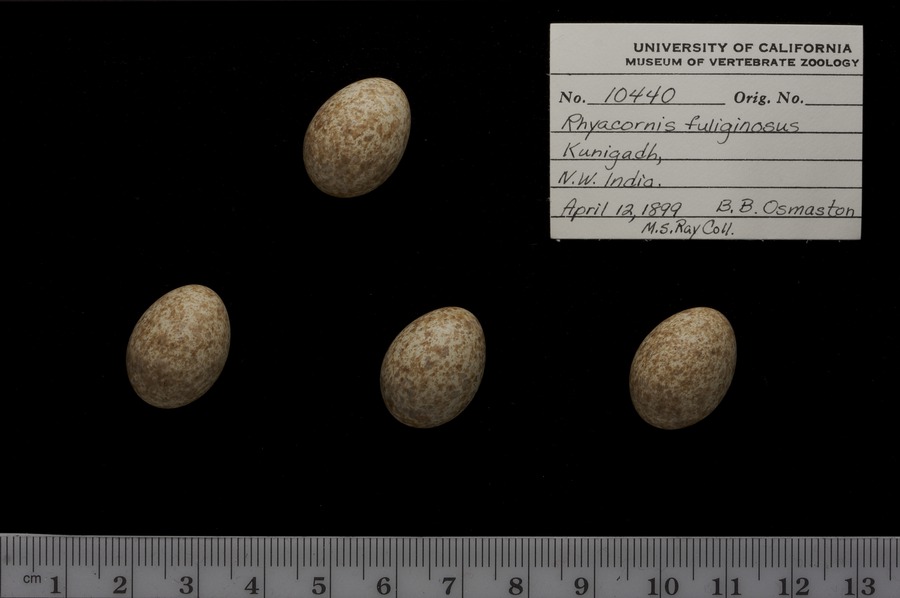 UNIVERSITY OF CALIFORNIA
MUSEUM OF VERTEBRATE ZOOLOGY
No. 10440 Orig. No.
Rhyacornis fuliginosus
Kunigadh,
N.W. India.
April 12, 1899 B. B. Osmaston
M.S. Ray Coll.
cm 1 2 3 4 5 6 7 8 9 10 11 12 13